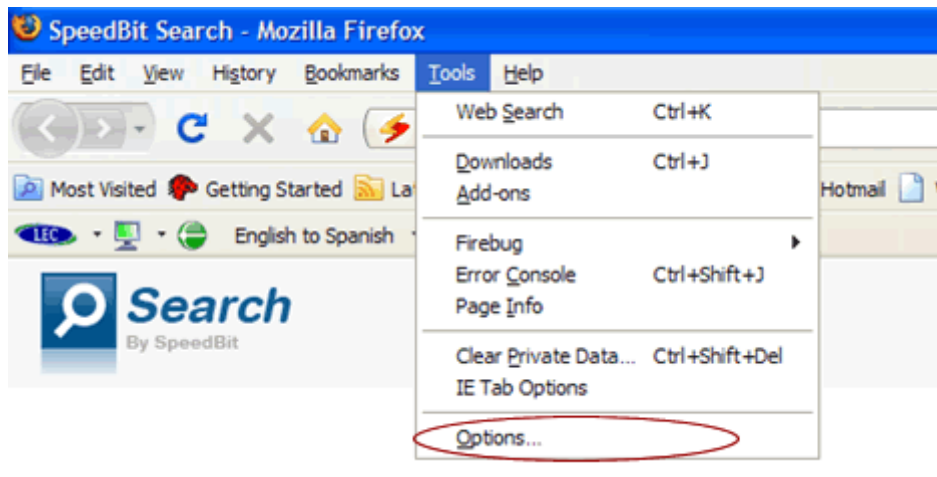 SpeedBit Search - Mozilla Firefox
File Edit View History Bookmarks Tools Help
Web Search Ctrl+K
Downloads Ctrl+J
Most Visited Getting Started Hotmail
Add-ons
LEC English to Spanish
Firebug
Error Console Ctrl+Shift+J
Page Info
Search
By SpeedBit
Clear Private Data... Ctrl+Shift+Del
IE Tab Options
Options...